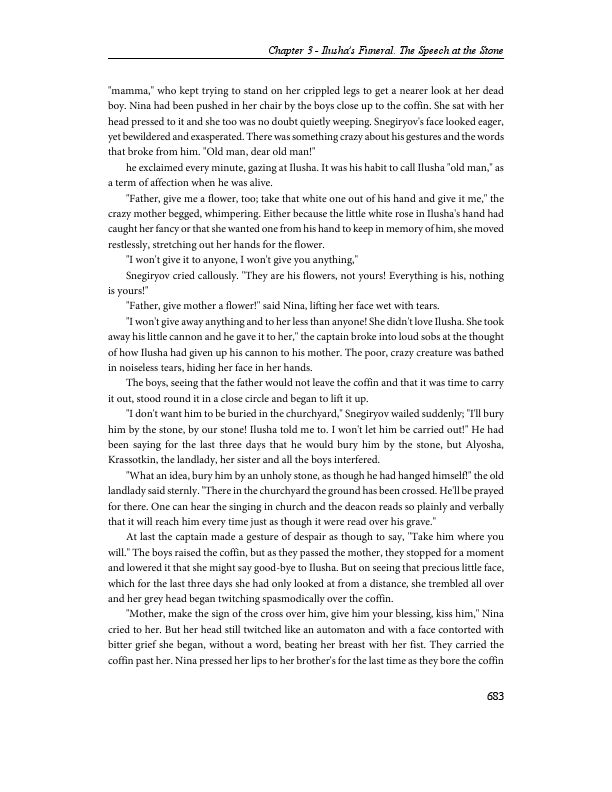 Chapter 3 - Ilusha's Funeral. The Speech at the Stone
"mamma," who kept trying to stand on her crippled legs to get a nearer look at her dead
boy. Nina had been pushed in her chair by the boys close up to the coffin. She sat with her
head pressed to it and she too was no doubt quietly weeping. Snegiryov's face looked eager,
yet bewildered and exasperated. There was something crazy about his gestures and the words
that broke from him. "Old man, dear old man!"
he exclaimed every minute, gazing at Ilusha. It was his habit to call Ilusha "old man," as
a term of affection when he was alive.
"Father, give me a flower, too; take that white one out of his hand and give it me," the
crazy mother begged, whimpering. Either because the little white rose in Ilusha's hand had
caught her fancy or that she wanted one from his hand to keep in memory of him, she moved
restlessly, stretching out her hands for the flower.
"I won't give it to anyone, I won't give you anything,"
Snegiryov cried callously. "They are his flowers, not yours! Everything is his, nothing
is yours!"
"Father, give mother a flower!" said Nina, lifting her face wet with tears.
"I won't give away anything and to her less than anyone! She didn't love Ilusha. She took
away his little cannon and he gave it to her," the captain broke into loud sobs at the thought
of how Ilusha had given up his cannon to his mother. The poor, crazy creature was bathed
in noiseless tears, hiding her face in her hands.
The boys, seeing that the father would not leave the coffin and that it was time to carry
it out, stood round it in a close circle and began to lift it up.
"I don't want him to be buried in the churchyard," Snegiryov wailed suddenly; "I'll bury
him by the stone, by our stone! Ilusha told me to. I won't let him be carried out!" He had
been saying for the last three days that he would bury him by the stone, but Alyosha,
Krassotkin, the landlady, her sister and all the boys interfered.
"What an idea, bury him by an unholy stone, as though he had hanged himself!" the old
landlady said sternly. "There in the churchyard the ground has been crossed. He'll be prayed
for there. One can hear the singing in church and the deacon reads so plainly and verbally
that it will reach him every time just as though it were read over his grave."
At last the captain made a gesture of despair as though to say, "Take him where you
will." The boys raised the coffin, but as they passed the mother, they stopped for a moment
and lowered it that she might say good-bye to Ilusha. But on seeing that precious little face,
which for the last three days she had only looked at from a distance, she trembled all over
and her grey head began twitching spasmodically over the coffin.
"Mother, make the sign of the cross over him, give him your blessing, kiss him," Nina
cried to her. But her head still twitched like an automaton and with a face contorted with
bitter grief she began, without a word, beating her breast with her fist. They carried the
coffin past her. Nina pressed her lips to her brother's for the last time as they bore the coffin
683